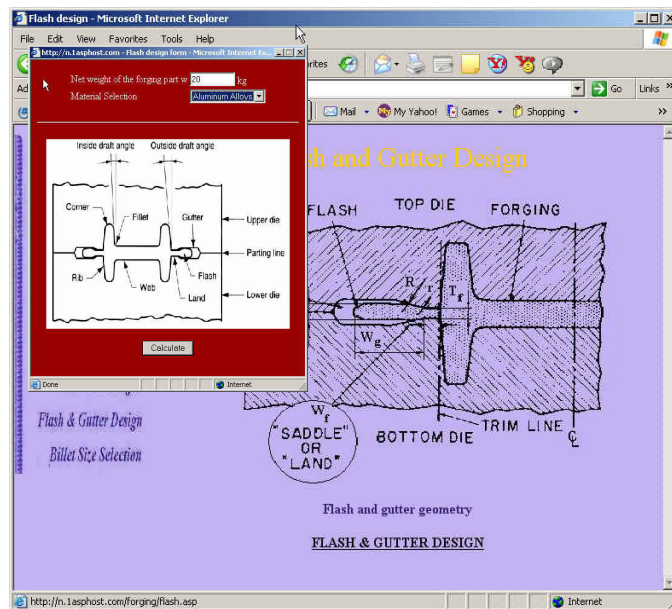 Flash design - Microsoft Internet Explorer
File Edit View Favorites Tools Help
http://n.1asphost.com - Flash design form - Microsoft Internet Ex...
Net weight of the forging part w 20 kg
Material Selection Aluminum Alloys
Go Links »
Mail My Yahoo! Games Shopping »
and Gutter Design
Inside draft angle Outside draft angle
Corner
Fillet
Gutter
Upper die
Parting line
Flash
Rib
Web
Land
Lower die
Calculate
Done Internet
FLASH TOP DIE FORGING
R r Tf
Wg
Wf
"SADDLE"
OR
"LAND"
BOTTOM DIE
TRIM LINE
CL
Flash & Gutter Design
Billet Size Selection
Flash and gutter geometry
FLASH & GUTTER DESIGN
http://n.1asphost.com/forging/flash.asp Internet